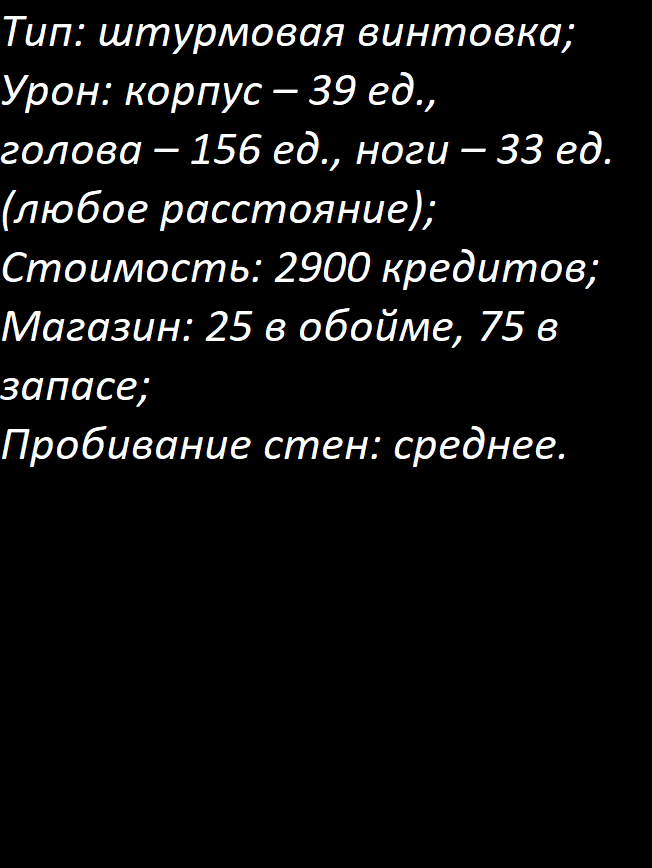 Тип: штурмовая винтовка;
Урон: корпус – 39 ед.,
голова – 156 ед., ноги – 33 ед.
(любое расстояние);
Стоимость: 2900 кредитов;
Магазин: 25 в обойме, 75 в
запасе;
Пробивание стен: среднее.